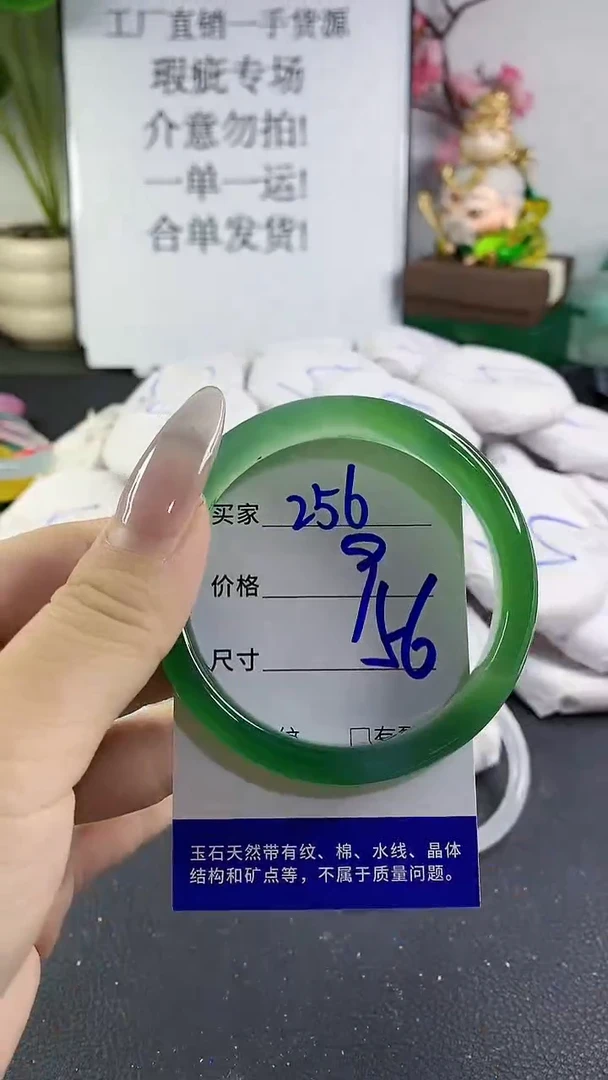 工厂直销一手货源
瑕疵专场
介意勿拍!
一单一运!
合单发货!
买家 256
价格
尺寸 56
玉石天然带有纹、棉、水线、晶体
结构和矿点等，不属于质量问题。